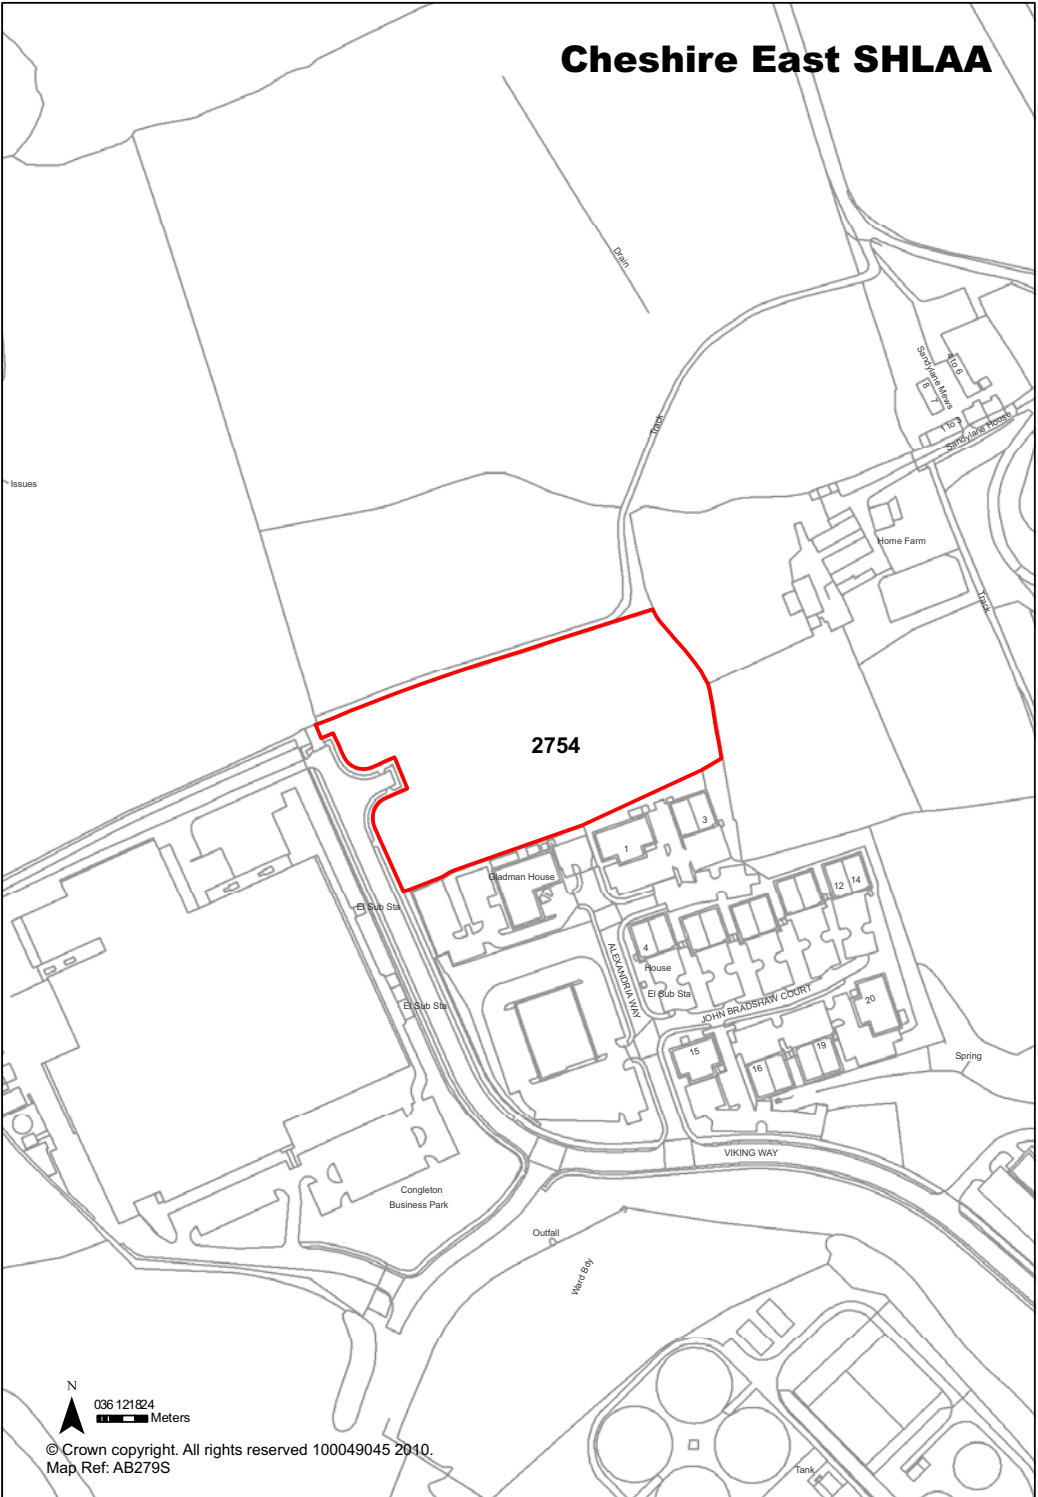 Cheshire East SHLAA
Drain
Sandylane Mews
4 to 6
8
7
1 to 3
Sandylane House
Track
Issues
Home Farm
Track
2754
3
1
Gladman House
12
14
El Sub Sta
4
House
ALEXANDRIA WAY
El Sub Sta
El Sub Sta
JOHN BRADSHAW COURT
20
15
19
16
Spring
VIKING WAY
Congleton
Business Park
Outfall
Ward Bdy
N
036 121824
Meters
© Crown copyright. All rights reserved 100049045 2010.
Map Ref: AB279S
Tank